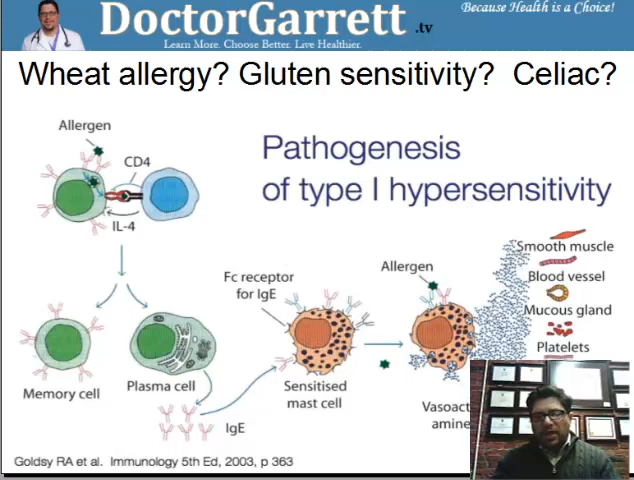 DoctorGarrett.tv
Because Health is a Choice!
Learn More. Choose Better. Live Healthier.
Wheat allergy? Gluten sensitivity?  Celiac?
Pathogenesis
of type I hypersensitivity
Allergen
CD4
IL-4
Memory cell
Plasma cell
IgE
Fc receptor
for IgE
Sensitised
mast cell
Allergen
Smooth muscle
Blood vessel
Mucous gland
Platelets
Vasoact
amine
Goldsy RA et al.  Immunology 5th Ed, 2003, p 363